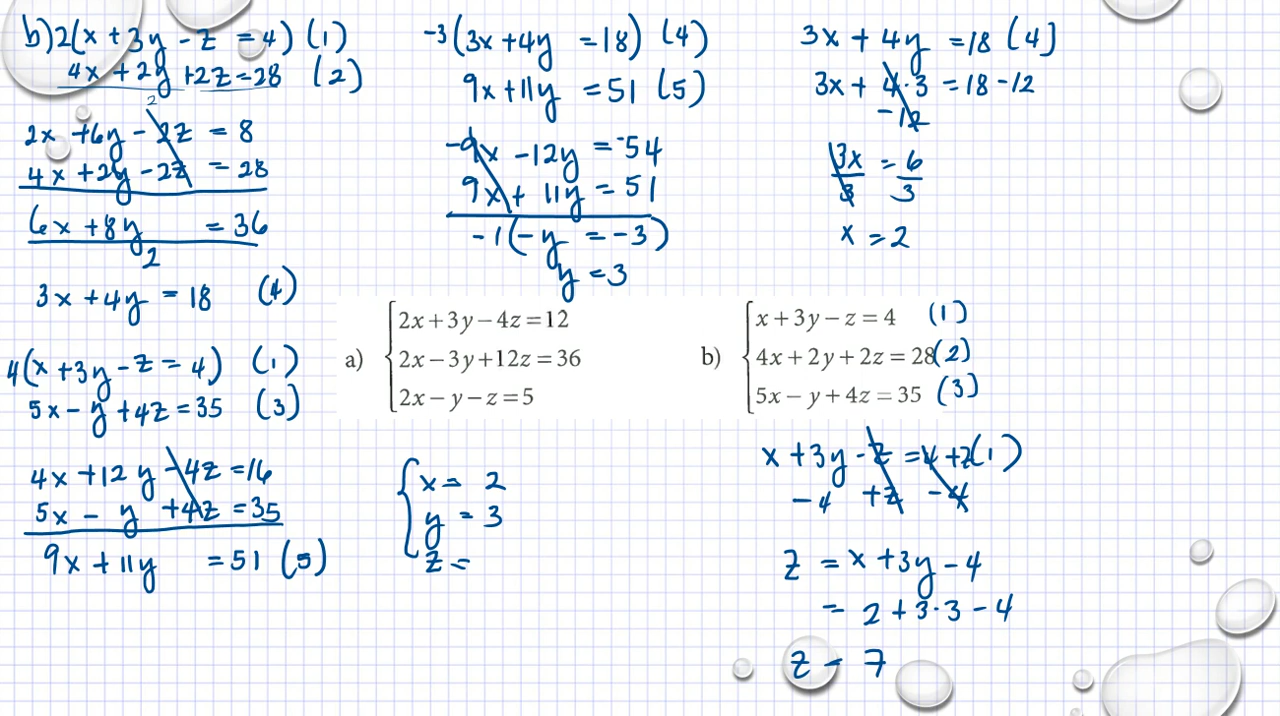 b) 2(x + 3y - z = 4) (1)
4x + 2y + 2z = 28 (2)
2
2x + 6y - 2z = 8
4x + 2y - 2z = 28
6x + 8y = 36
2
3x + 4y = 18 (4)
4(x + 3y - z = 4) (1)
5x - y + 4z = 35 (3)
4x + 12y - 4z = 16
5x - y + 4z = 35
9x + 11y = 51 (5)
-3(3x + 4y = 18) (4)
9x + 11y = 51 (5)
-9x - 12y = -54
9x + 11y = 51
-1(-y = -3)
y = 3
3x + 4y = 18 (4)
3x + 4·3 = 18 - 12
-12
3x = 6
3 3
x = 2
a) 2x + 3y − 4z = 12
2x − 3y + 12z = 36
2x − y − z = 5
b) x + 3y − z = 4 (1)
4x + 2y + 2z = 28 (2)
5x − y + 4z = 35 (3)
x = 2
y = 3
z =
x + 3y - z = 4 + z (1)
-4 +z -4
z = x + 3y - 4
= 2 + 3·3 - 4
z = 7